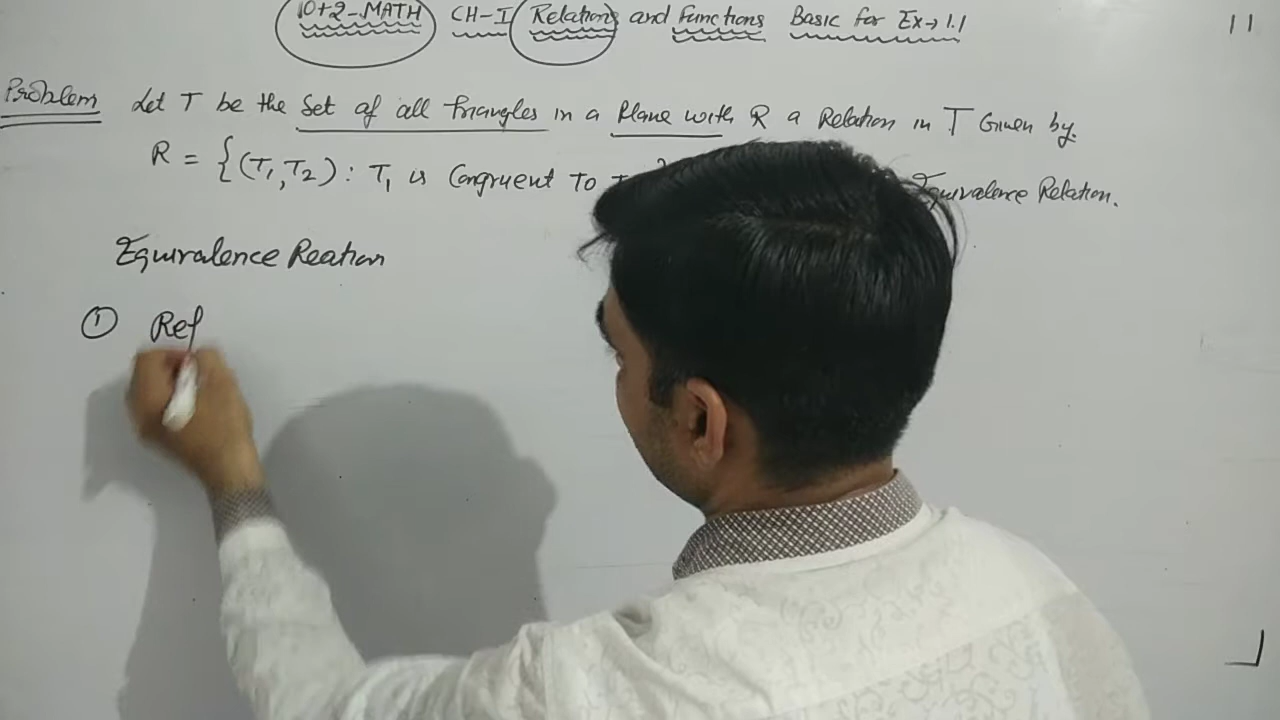 10+2-MATH CH-I Relations and functions Basic for Ex→1.1 11
Problem Let T be the Set of all triangles in a Plane with R a Relation in T Given by.
R = {(T1,T2) : T1 is Congruent To Equivalence Relation.
Equivalence Reation
① Ref